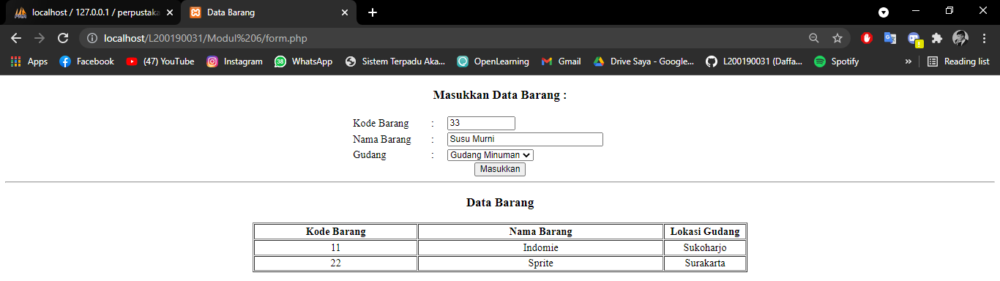 localhost / 127.0.0.1 / perpustaka
Data Barang
localhost/L200190031/Modul%206/form.php
Apps Facebook (47) YouTube Instagram 38 WhatsApp Sistem Terpadu Aka... OpenLearning Gmail Drive Saya - Google... L200190031 (Daffa... Spotify » Reading list
Masukkan Data Barang :
Kode Barang : 33
Nama Barang : Susu Murni
Gudang : Gudang Minuman
Masukkan
Data Barang
Kode Barang Nama Barang Lokasi Gudang
11 Indomie Sukoharjo
22 Sprite Surakarta